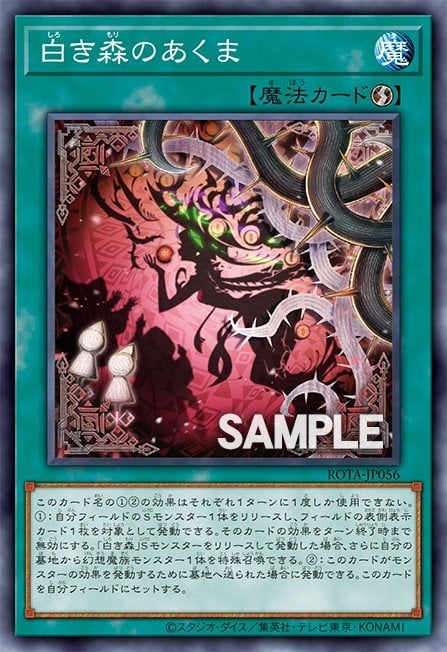 白き森のあくま
魔
【魔法カード】
SAMPLE
ROTA-JP056
このカード名の①②の効果はそれぞれ１ターンに１度しか使用できない。
①：自分フィールドのＳモンスター１体をリリースし、フィールドの表側表示
カード１枚を対象として発動できる。そのカードの効果をターン終了時まで
無効にする。「白き森」Ｓモンスターをリリースして発動した場合、さらに自分の
墓地から幻想魔族モンスター１体を特殊召喚できる。②：このカードがモンス
ターの効果を発動するために墓地へ送られた場合に発動できる。このカード
を自分フィールドにセットする。
©スタジオ・ダイス／集英社・テレビ東京・KONAMI